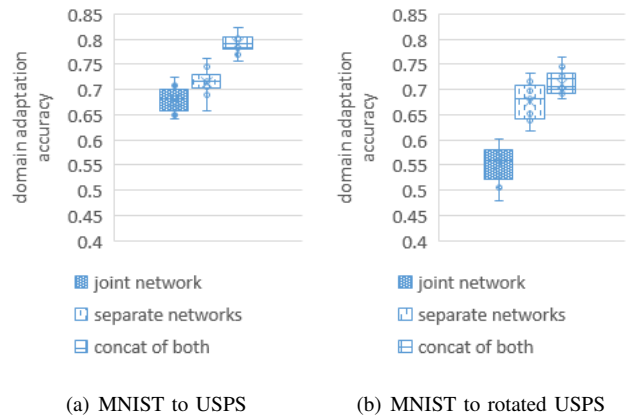 domain adaptation
accuracy
0.85
0.8
0.75
0.7
0.65
0.6
0.55
0.5
0.45
0.4
joint network
separate networks
concat of both
(a) MNIST to USPS
domain adaptation
accuracy
0.85
0.8
0.75
0.7
0.65
0.6
0.55
0.5
0.45
0.4
joint network
separate networks
concat of both
(b) MNIST to rotated USPS